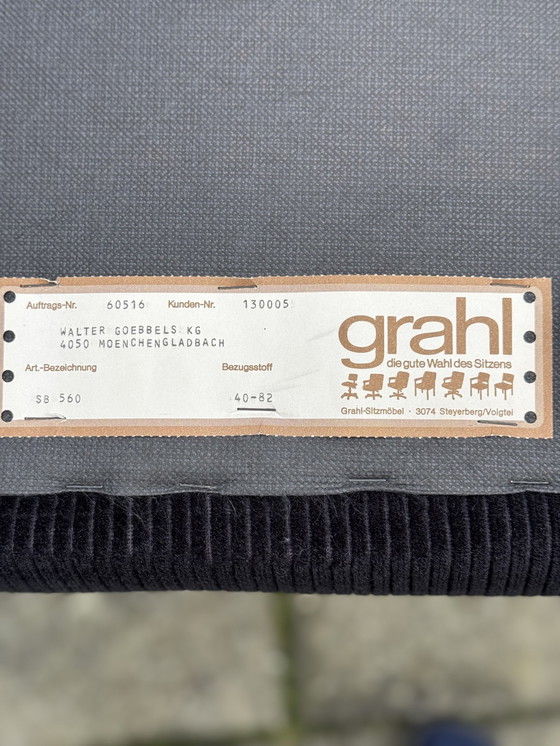 Auftrags-Nr. 60516 Kunden-Nr. 130005
WALTER GOEBBELS KG
4050 MOENCHENGLADBACH
Art.-Bezeichnung Bezugsstoff
SB 560 40-82
grahl
die gute Wahl des Sitzens
Grahl-Sitzmöbel · 3074 Steyerberg/Voigtei